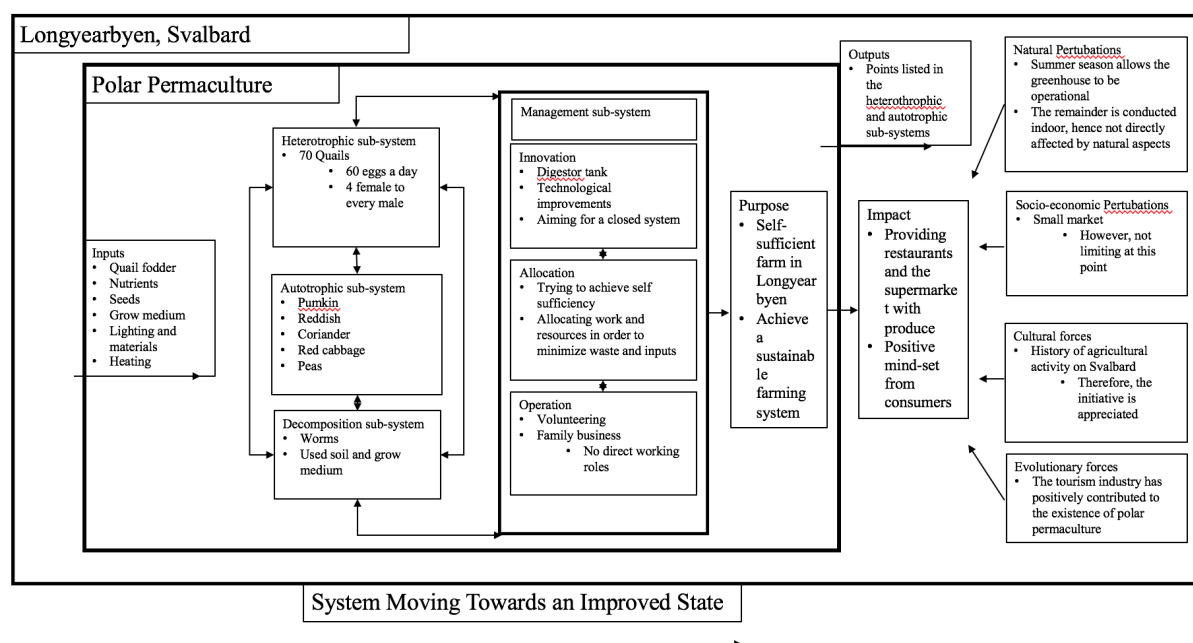 Longyearbyen, Svalbard
Polar Permaculture
Inputs
• Quail fodder
• Nutrients
• Seeds
• Grow medium
• Lighting and
materials
• Heating
Heterotrophic sub-system
• 70 Quails
• 60 eggs a day
• 4 female to
every male
Autotrophic sub-system
• Pumkin
• Reddish
• Coriander
• Red cabbage
• Peas
Decomposition sub-system
• Worms
• Used soil and grow
medium
Management sub-system
Innovation
• Digestor tank
• Technological
improvements
• Aiming for a closed system
Allocation
• Trying to achieve self
sufficiency
• Allocating work and
resources in order to
minimize waste and inputs
Operation
• Volunteering
• Family business
• No direct working
roles
Purpose
• Self-
sufficient
farm in
Longyear
byen
• Achieve
a
sustainab
le
farming
system
Outputs
• Points listed in
the
heterothrophic
and autotrophic
sub-systems
Impact
• Providing
restaurants
and the
supermarke
t with
produce
• Positive
mind-set
from
consumers
Natural Pertubations
• Summer season allows the
greenhouse to be
operational
• The remainder is conducted
indoor, hence not directly
affected by natural aspects
Socio-economic Pertubations
• Small market
• However, not
limiting at this
point
Cultural forces
• History of agricultural
activity on Svalbard
• Therefore, the
initiative is
appreciated
Evolutionary forces
• The tourism industry has
positively contributed to
the existence of polar
permaculture
System Moving Towards an Improved State